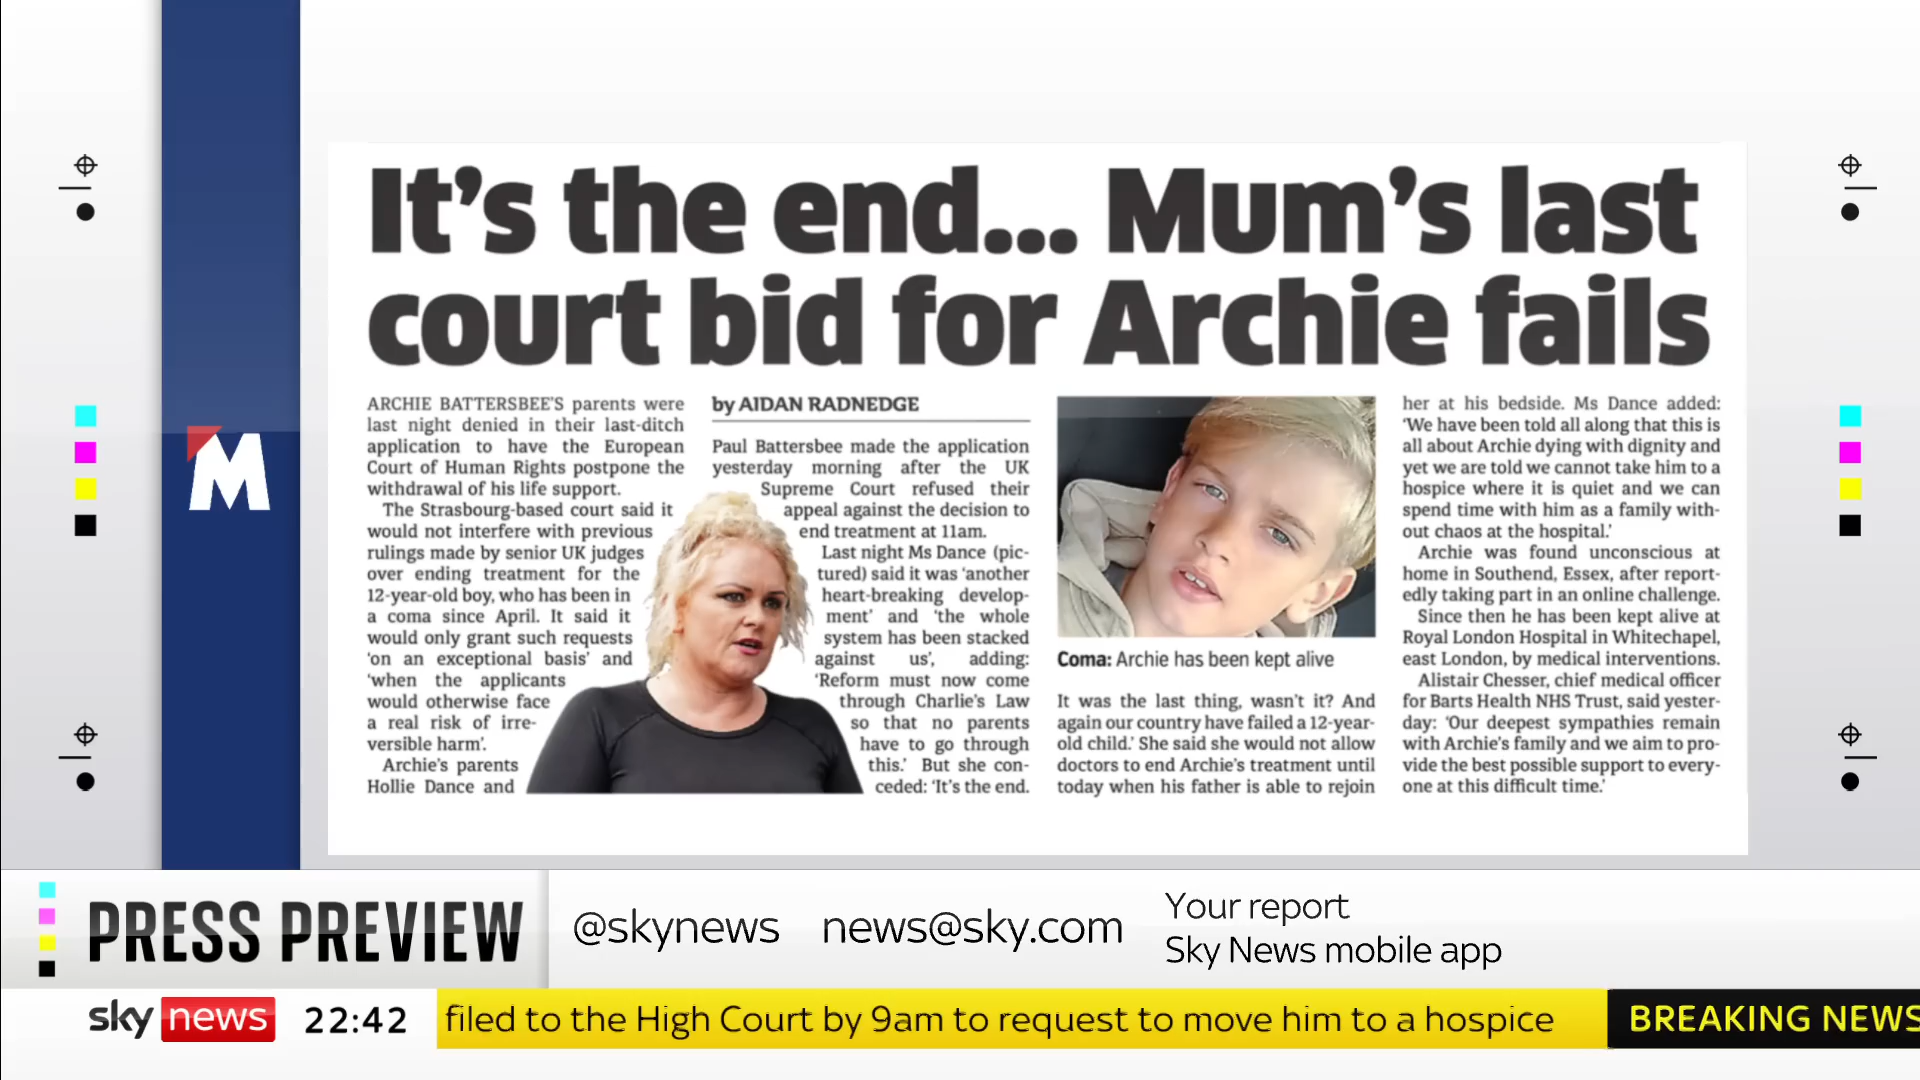 It's the end... Mum's last
court bid for Archie fails
ARCHIE BATTERSBEE'S parents were
last night denied in their last-ditch
application to have the European
Court of Human Rights postpone the
withdrawal of his life support.
The Strasbourg-based court said it
would not interfere with previous
rulings made by senior UK judges
over ending treatment for the
12-year-old boy, who has been in
a coma since April. It said it
would only grant such requests
'on an exceptional basis' and
'when the applicants
would otherwise face
a real risk of irre-
versible harm'.
Archie's parents
Hollie Dance and
by AIDAN RADNEDGE
Paul Battersbee made the application
yesterday morning after the UK
Supreme Court refused their
appeal against the decision to
end treatment at 11am.
Last night Ms Dance (pic-
tured) said it was 'another
heart-breaking develop-
ment' and 'the whole
system has been stacked
against us', adding:
'Reform must now come
through Charlie's Law
so that no parents
have to go through
this.' But she con-
ceded: 'It's the end.
Coma: Archie has been kept alive
It was the last thing, wasn't it? And
again our country have failed a 12-year-
old child.' She said she would not allow
doctors to end Archie's treatment until
today when his father is able to rejoin
her at his bedside. Ms Dance added:
'We have been told all along that this is
all about Archie dying with dignity and
yet we are told we cannot take him to a
hospice where it is quiet and we can
spend time with him as a family with-
out chaos at the hospital.'
Archie was found unconscious at
home in Southend, Essex, after report-
edly taking part in an online challenge.
Since then he has been kept alive at
Royal London Hospital in Whitechapel,
east London, by medical interventions.
Alistair Chesser, chief medical officer
for Barts Health NHS Trust, said yester-
day: 'Our deepest sympathies remain
with Archie's family and we aim to pro-
vide the best possible support to every-
one at this difficult time.'
M
PRESS PREVIEW
@skynews news@sky.com
Your report
Sky News mobile app
sky news 22:42 filed to the High Court by 9am to request to move him to a hospice BREAKING NEWS